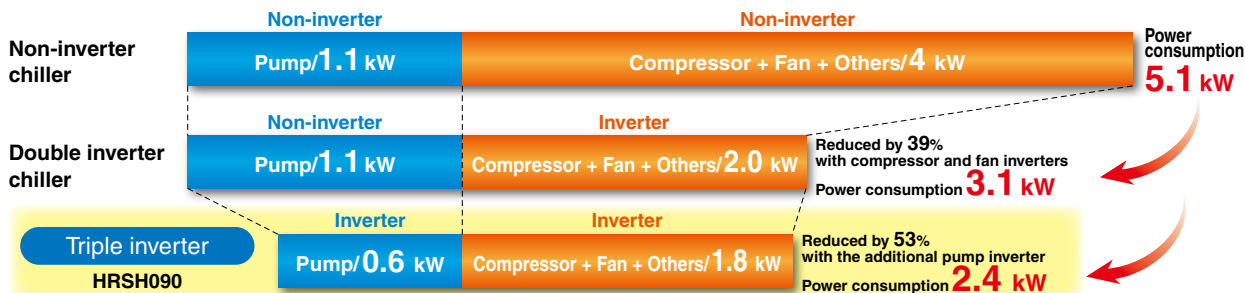 Non-inverter Non-inverter
Non-inverter
chiller
Pump/1.1 kW Compressor + Fan + Others/4 kW
Power
consumption
5.1 kW
Non-inverter Inverter
Double inverter
chiller
Pump/1.1 kW Compressor + Fan + Others/2.0 kW
Reduced by 39%
with compressor and fan inverters
Power consumption 3.1 kW
Inverter Inverter
Triple inverter
HRSH090
Pump/0.6 kW Compressor + Fan + Others/1.8 kW
Reduced by 53%
with the additional pump inverter
Power consumption 2.4 kW